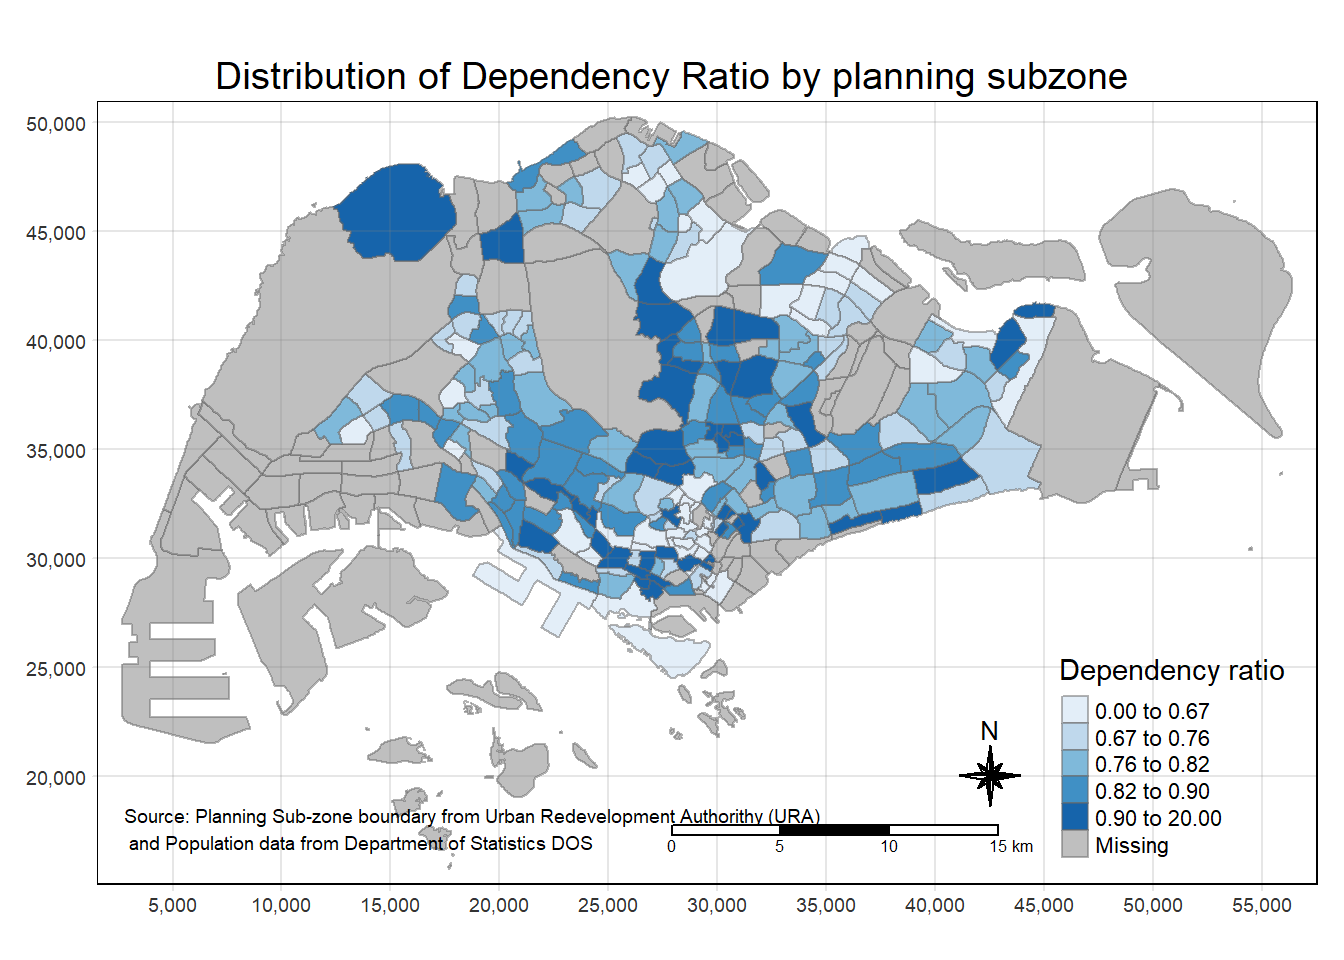 Distribution of Dependency Ratio by planning subzone
50,000
45,000
40,000
35,000
30,000
25,000
20,000
Dependency ratio
0.00 to 0.67
0.67 to 0.76
0.76 to 0.82
0.82 to 0.90
0.90 to 20.00
Missing
N
Source: Planning Sub-zone boundary from Urban Redevelopment Authorithy (URA)
and Population data from Department of Statistics DOS
0 5 10 15 km
5,000 10,000 15,000 20,000 25,000 30,000 35,000 40,000 45,000 50,000 55,000